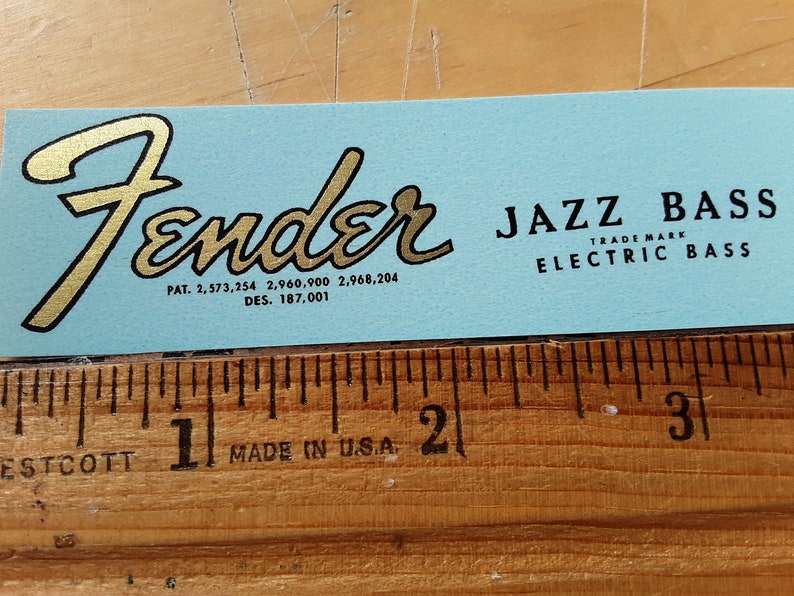 Fender
PAT. 2,573,254 2,960,900 2,968,204
DES. 187,001
JAZZ BASS
TRADE MARK
ELECTRIC BASS
1 2 3
ESTCOTT MADE IN U.S.A.